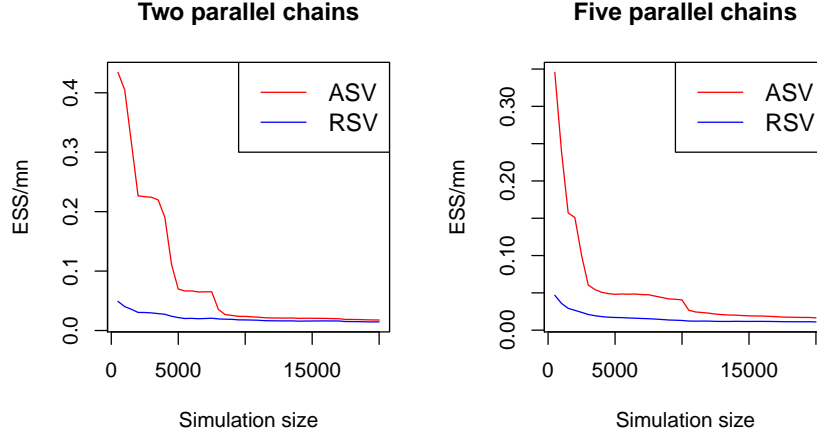 Two parallel chains
ESS/mn
0.0
0.1
0.2
0.3
0.4
ASV
RSV
0
5000
15000
Simulation size
Five parallel chains
ESS/mn
0.00
0.10
0.20
0.30
ASV
RSV
0
5000
15000
Simulation size